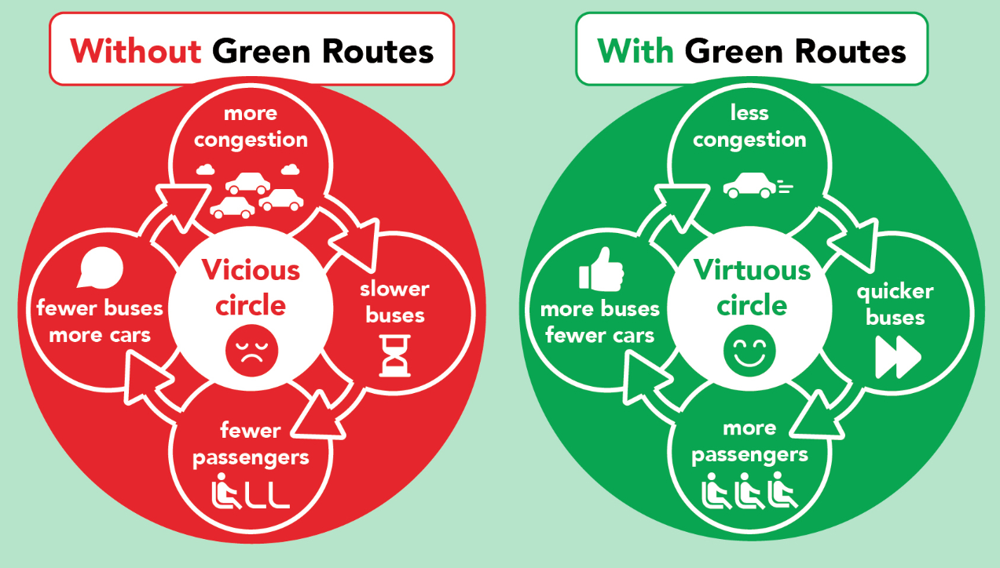 Without Green Routes
more
congestion
slower
buses
fewer
passengers
fewer buses
more cars
Vicious
circle
With Green Routes
less
congestion
quicker
buses
more
passengers
more buses
fewer cars
Virtuous
circle